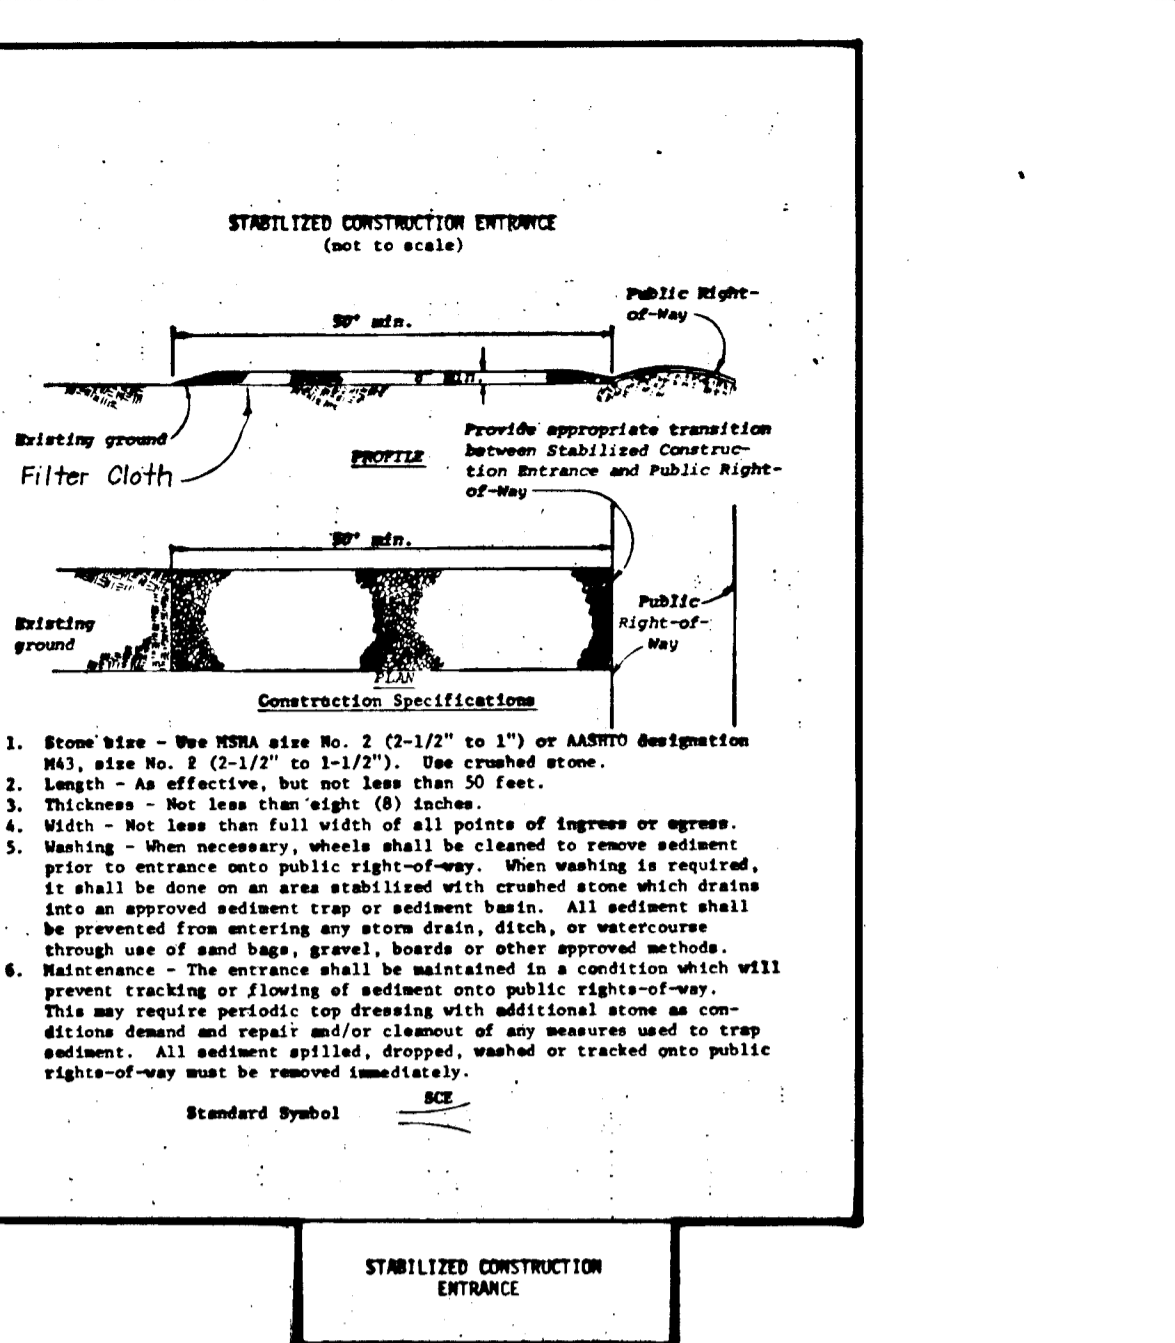 STABILIZED CONSTRUCTION ENTRANCE
(not to scale)
Public Right-
of-Way
50' min.
8" min.
Existing ground
Filter Cloth
PROFILE
Provide appropriate transition
between Stabilized Construc-
tion Entrance and Public Right-
of-Way
50' min.
Existing
ground
Public
Right-of-
Way
PLAN
Construction Specifications
1. Stone size - Use MSHA size No. 2 (2-1/2" to 1") or AASHTO designation
M43, size No. 2 (2-1/2" to 1-1/2"). Use crushed stone.
2. Length - As effective, but not less than 50 feet.
3. Thickness - Not less than eight (8) inches.
4. Width - Not less than full width of all points of ingress or egress.
5. Washing - When necessary, wheels shall be cleaned to remove sediment
prior to entrance onto public right-of-way. When washing is required,
it shall be done on an area stabilized with crushed stone which drains
into an approved sediment trap or sediment basin. All sediment shall
be prevented from entering any storm drain, ditch, or watercourse
through use of sand bags, gravel, boards or other approved methods.
6. Maintenance - The entrance shall be maintained in a condition which will
prevent tracking or flowing of sediment onto public rights-of-way.
This may require periodic top dressing with additional stone as con-
ditions demand and repair and/or cleanout of any measures used to trap
sediment. All sediment spilled, dropped, washed or tracked onto public
rights-of-way must be removed immediately.
Standard Symbol
SCE
STABILIZED CONSTRUCTION
ENTRANCE